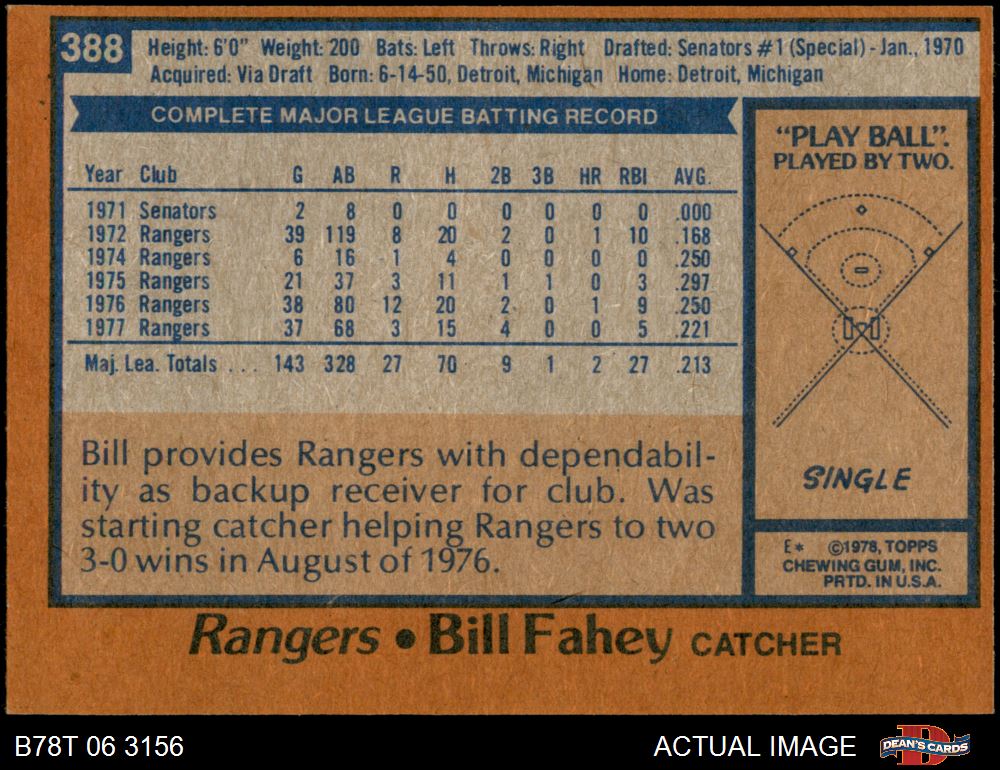 388
Height: 6'0" Weight: 200 Bats: Left Throws: Right Drafted: Senators #1 (Special) - Jan., 1970
Acquired: Via Draft Born: 6-14-50, Detroit, Michigan Home: Detroit, Michigan
COMPLETE MAJOR LEAGUE BATTING RECORD
Year Club G AB R H 2B 3B HR RBI AVG.
1971 Senators 2 8 0 0 0 0 0 0 .000
1972 Rangers 39 119 8 20 2 0 1 10 .168
1974 Rangers 6 16 1 4 0 0 0 0 .250
1975 Rangers 21 37 3 11 1 1 0 3 .297
1976 Rangers 38 80 12 20 2 0 1 9 .250
1977 Rangers 37 68 3 15 4 0 0 5 .221
Maj. Lea. Totals ... 143 328 27 70 9 1 2 27 .213
Bill provides Rangers with dependabil-
ity as backup receiver for club. Was
starting catcher helping Rangers to two
3-0 wins in August of 1976.
"PLAY BALL".
PLAYED BY TWO.
SINGLE
E* ©1978, TOPPS
CHEWING GUM, INC.
PRTD. IN U.S.A.
Rangers • Bill Fahey CATCHER
B78T 06 3156
ACTUAL IMAGE
D
DEAN'S CARDS